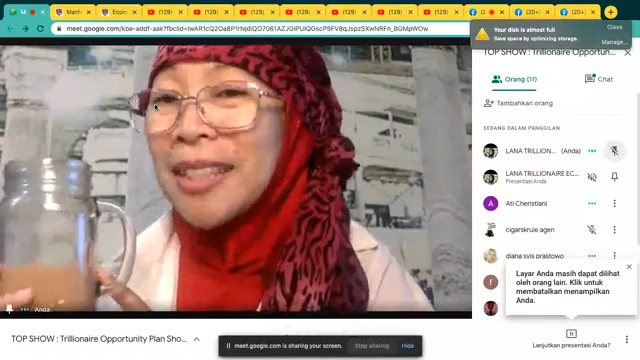 Manf
Econ
(129)
(129)
(129)
(129)
(129)
(129)
(129)
(20+
(20+
meet.google.com/kbe-addf-aak?fbclid=
Your disk is almost full
Save space by optimizing storage.
Close
Manage...
TOP SHOW : Trillionaire Opportun...
Orang (11)
Chat
Tambahkan orang
SEDANG DALAM PANGGILAN
LANA TRILLION... (Anda)
LANA TRILLIONAIRE EC...
Presentasi Anda
Ati Cheristiani
cigarskruie agen
diana svis prastowo
Layar Anda masih dapat dilihat
oleh orang lain. Klik untuk
membatalkan menampilkan
Anda.
Anda
TOP SHOW : Trillionaire Opportunity Plan Sho...
meet.google.com is sharing your screen.
Stop sharing
Hide
Lanjutkan presentasi Anda?